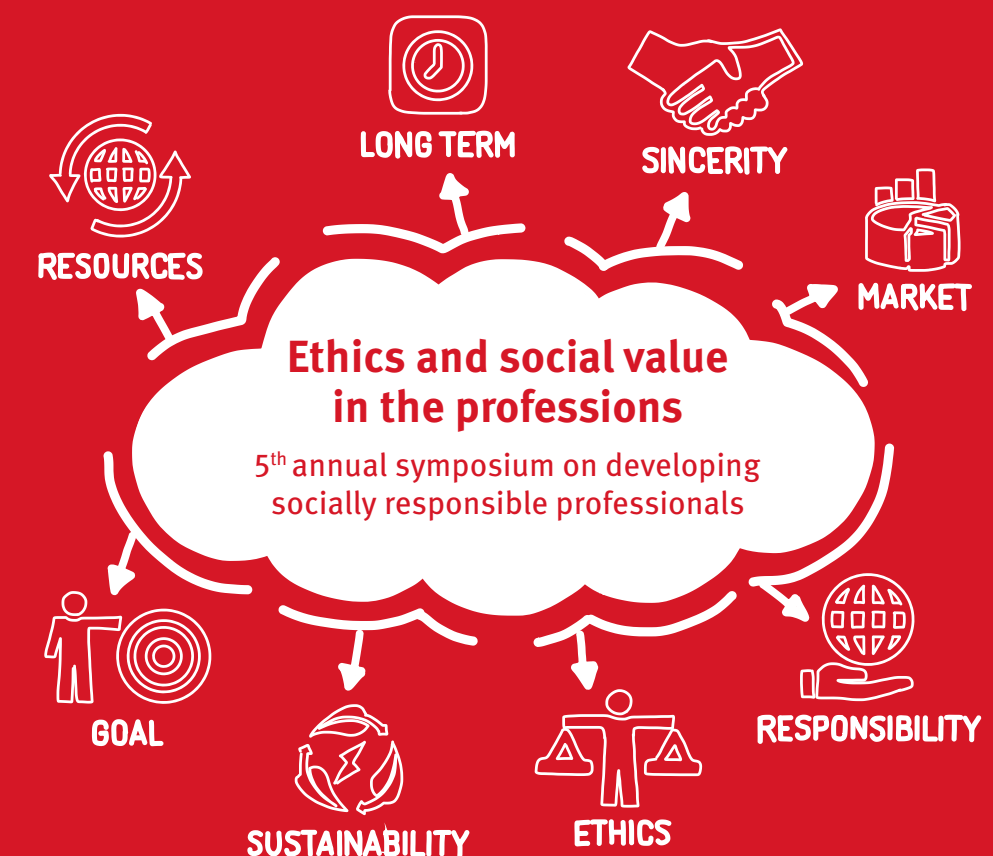 LONG TERM
SINCERITY
RESOURCES
MARKET
Ethics and social value
in the professions
5th annual symposium on developing
socially responsible professionals
GOAL
RESPONSIBILITY
SUSTAINABILITY
ETHICS